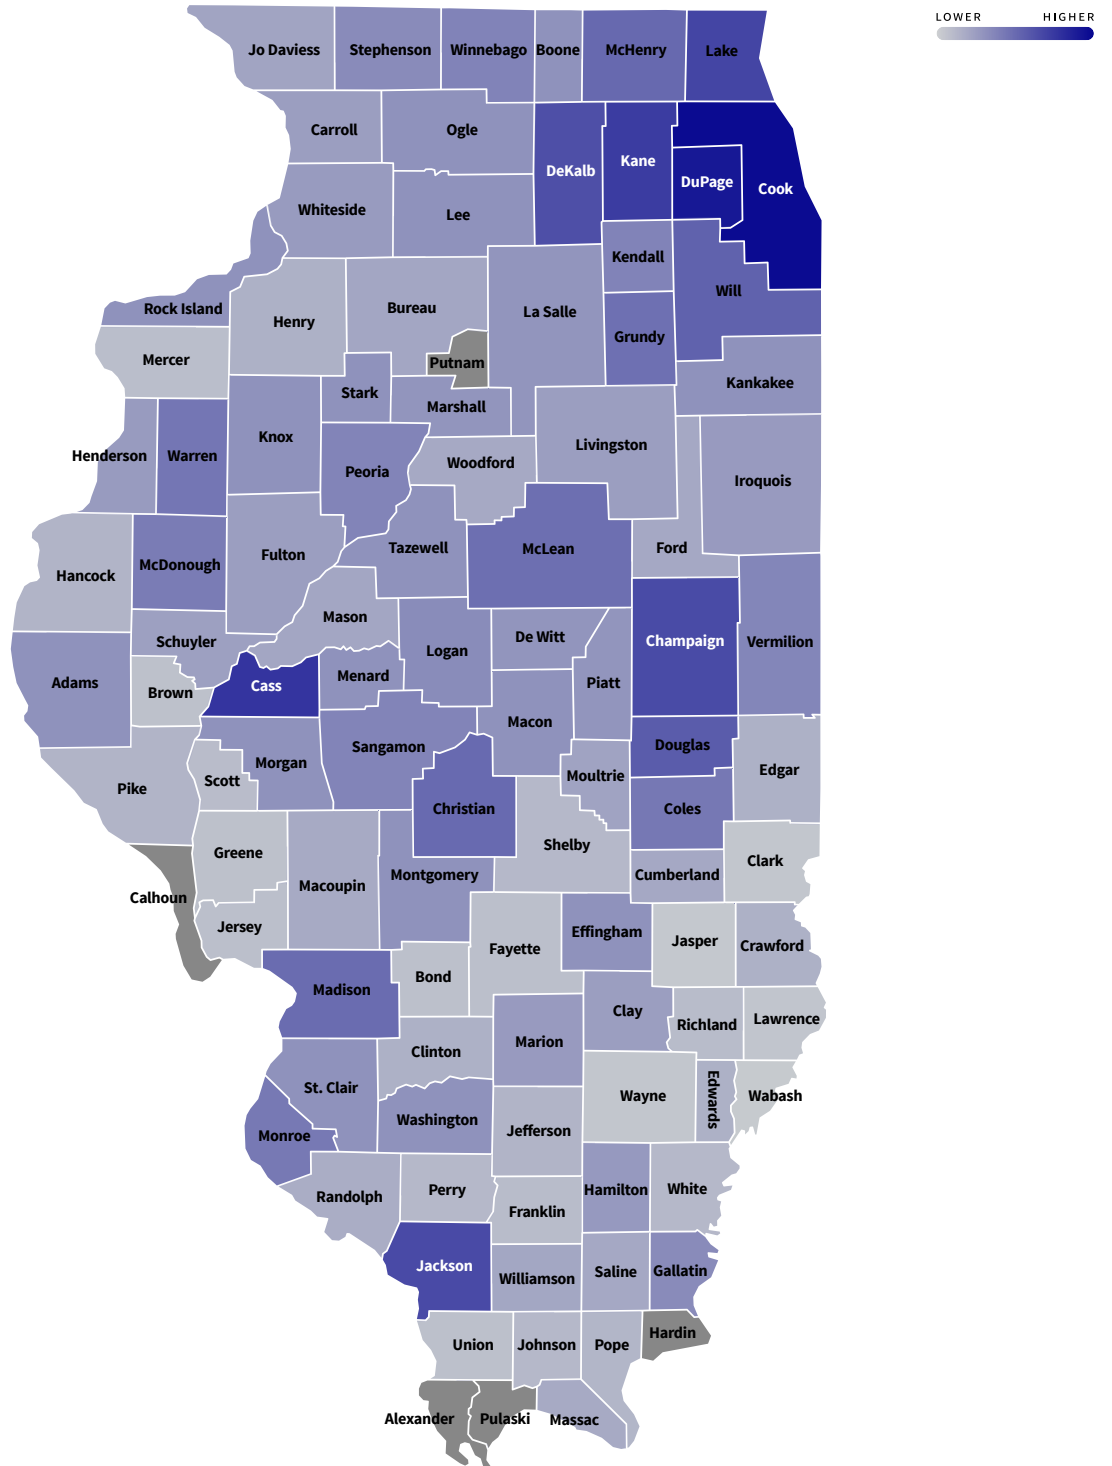 LOWER HIGHER
Jo Daviess Stephenson Winnebago Boone McHenry Lake
Carroll Ogle DeKalb Kane DuPage Cook
Whiteside Lee Kendall
Rock Island Henry Bureau La Salle Will
Mercer Putnam Grundy
Stark Marshall Kankakee
Henderson Warren Knox Peoria Woodford Livingston Iroquois
Hancock McDonough Fulton Tazewell McLean Ford
Schuyler Mason Logan De Witt Champaign Vermilion
Adams Brown Cass Menard Piatt
Pike Scott Morgan Sangamon Macon Moultrie Douglas Edgar
Christian Coles
Greene Macoupin Montgomery Shelby Cumberland Clark
Calhoun Jersey Fayette Effingham Jasper Crawford
Madison Bond Clay Richland Lawrence
Clinton Marion
St. Clair Washington Jefferson Wayne Edwards Wabash
Monroe
Randolph Perry Franklin Hamilton White
Jackson Williamson Saline Gallatin
Union Johnson Pope Hardin
Alexander Pulaski Massac